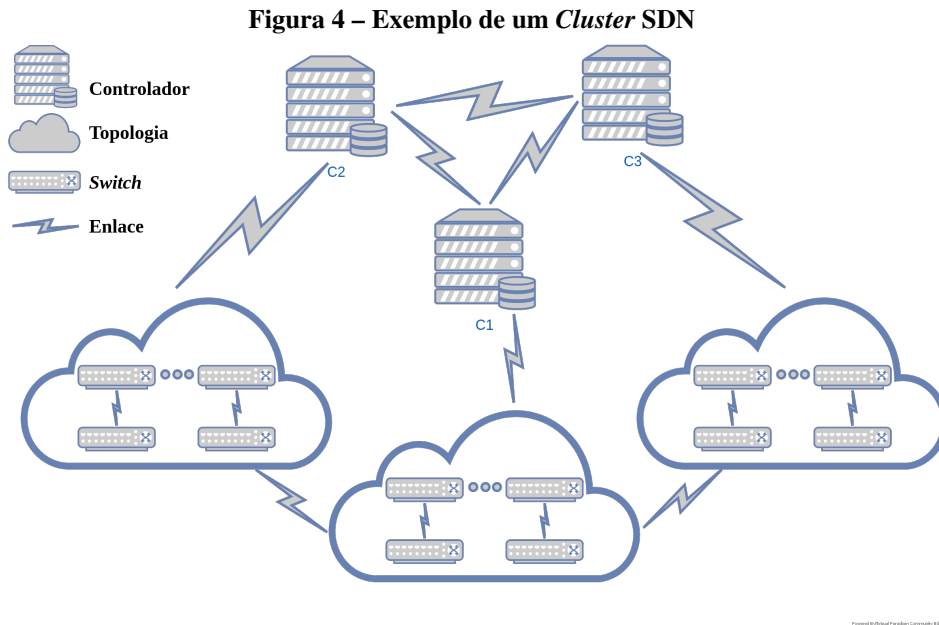 Figura 4 – Exemplo de um Cluster SDN
Controlador
Topologia
Switch
Enlace
C2
C3
C1